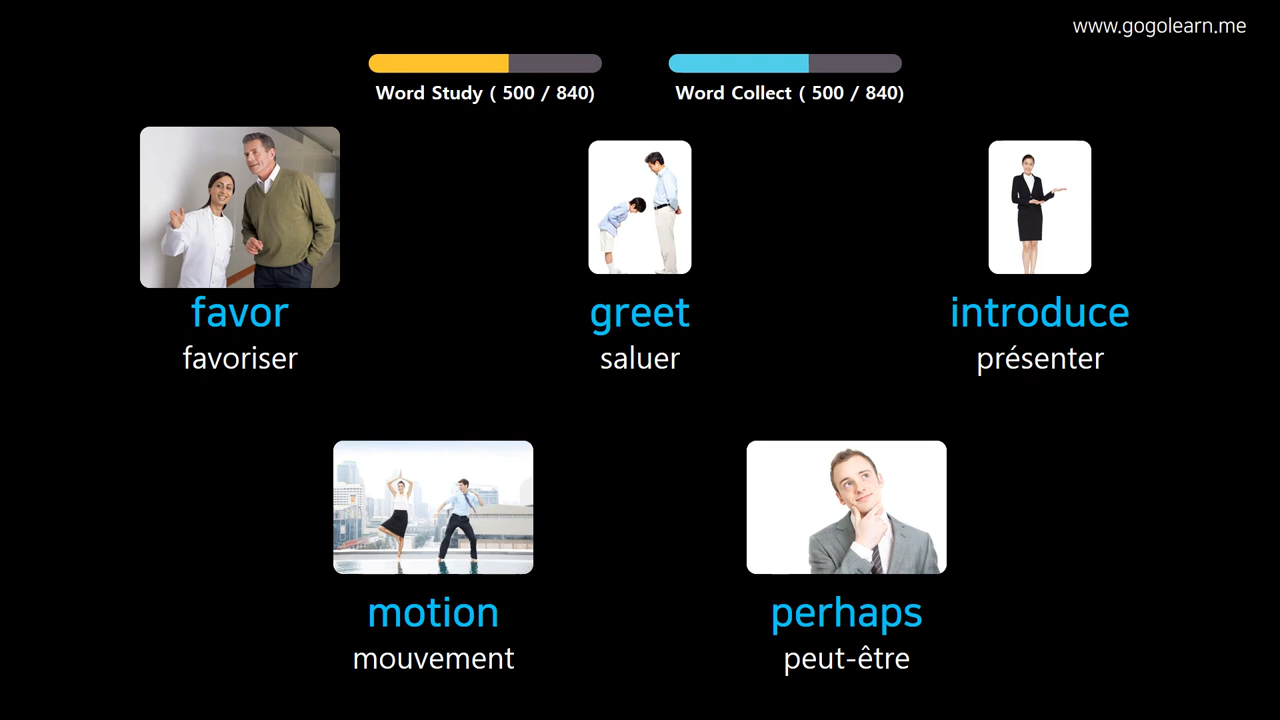 www.gogolearn.me
Word Study ( 500 / 840)
Word Collect ( 500 / 840)
favor
favoriser
greet
saluer
introduce
présenter
motion
mouvement
perhaps
peut-être